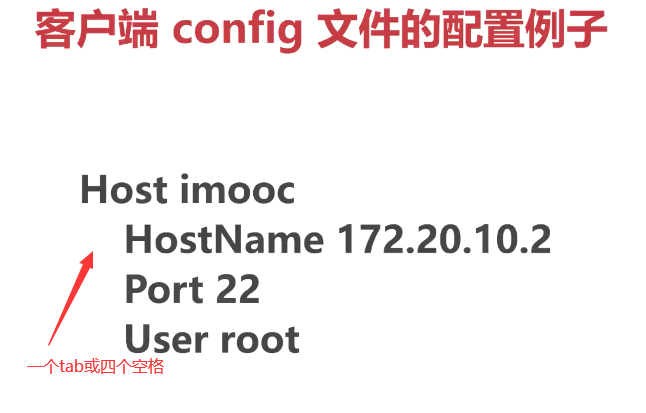 客户端 config 文件的配置例子
Host imooc
HostName 172.20.10.2
Port 22
User root
一个tab或四个空格